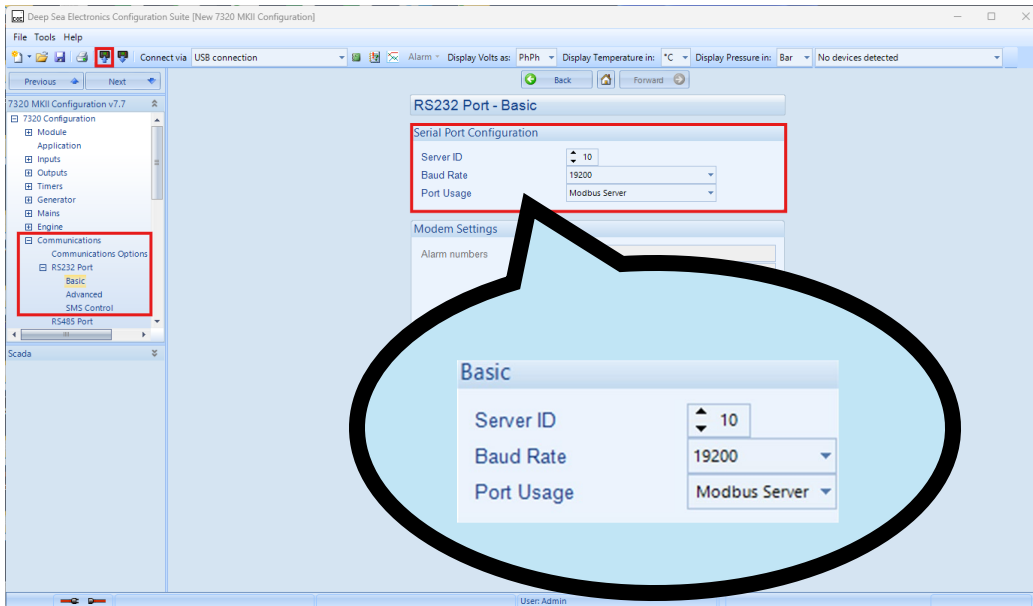 DSE Deep Sea Electronics Configuration Suite [New 7320 MKII Configuration]
File Tools Help
Connect via USB connection Alarm Display Volts as: PhPh Display Temperature in: °C Display Pressure in: Bar No devices detected
Previous Next
Back Forward
7320 MKII Configuration v7.7
7320 Configuration
Module
Application
Inputs
Outputs
Timers
Generator
Mains
Engine
Communications
Communications Options
RS232 Port
Basic
Advanced
SMS Control
RS485 Port
Scada
RS232 Port - Basic
Serial Port Configuration
Server ID 10
Baud Rate 19200
Port Usage Modbus Server
Modem Settings
Alarm numbers
Basic
Server ID 10
Baud Rate 19200
Port Usage Modbus Server
User: Admin